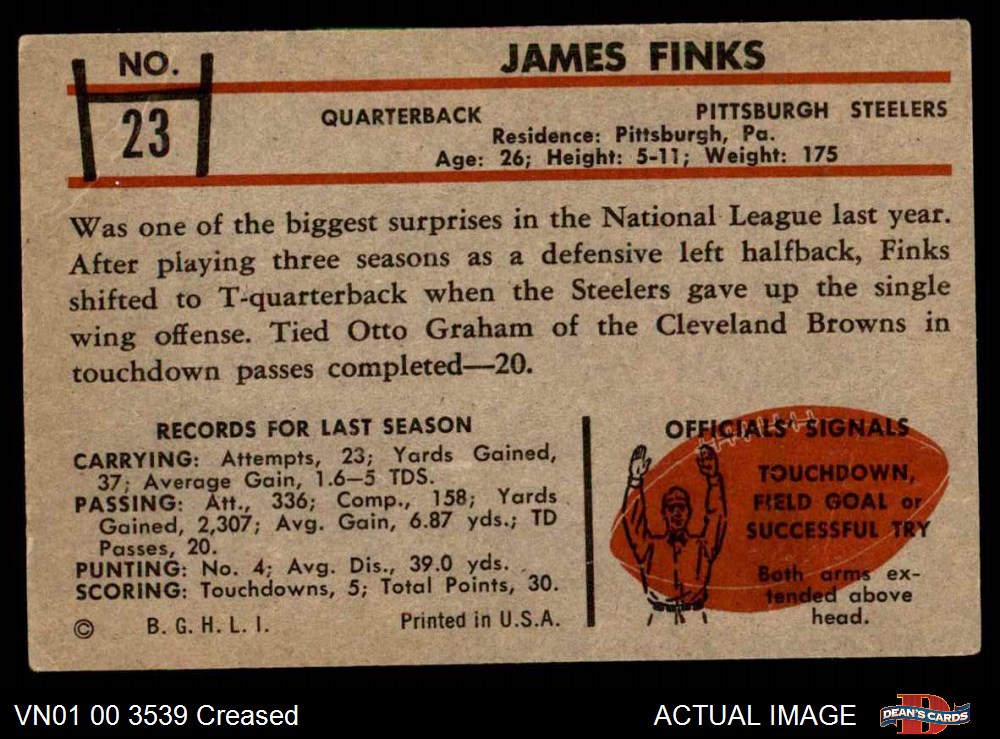 NO.
23
JAMES FINKS
QUARTERBACK PITTSBURGH STEELERS
Residence: Pittsburgh, Pa.
Age: 26; Height: 5-11; Weight: 175
Was one of the biggest surprises in the National League last year.
After playing three seasons as a defensive left halfback, Finks
shifted to T-quarterback when the Steelers gave up the single
wing offense. Tied Otto Graham of the Cleveland Browns in
touchdown passes completed—20.
RECORDS FOR LAST SEASON
CARRYING: Attempts, 23; Yards Gained,
37; Average Gain, 1.6—5 TDS.
PASSING: Att., 336; Comp., 158; Yards
Gained, 2,307; Avg. Gain, 6.87 yds.; TD
Passes, 20.
PUNTING: No. 4; Avg. Dis., 39.0 yds.
SCORING: Touchdowns, 5; Total Points, 30.
© B. G. H. L. I. Printed in U.S.A.
OFFICIALS' SIGNALS
TOUCHDOWN,
FIELD GOAL or
SUCCESSFUL TRY
Both arms ex-
tended above
head.
VN01 00 3539 Creased
ACTUAL IMAGE
D
DEAN'S CARDS